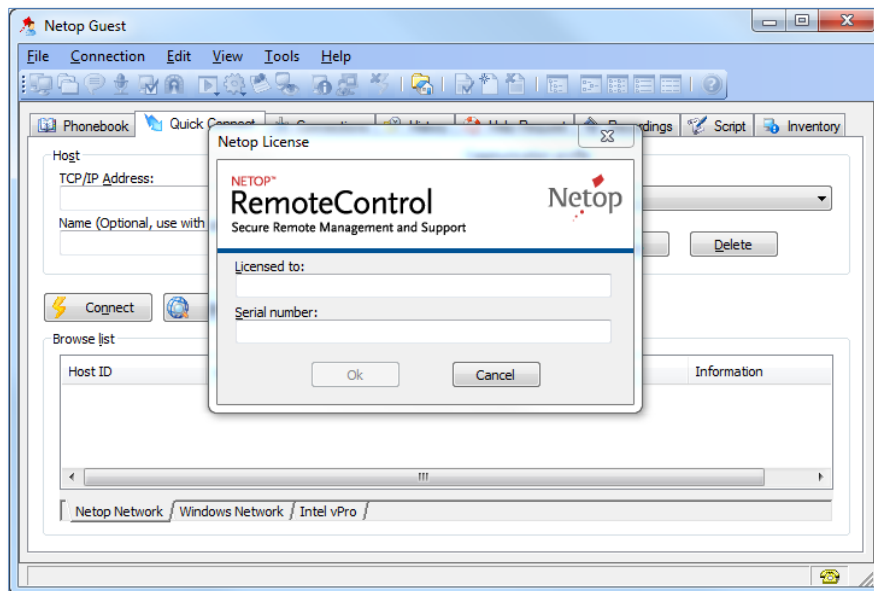 Netop Guest
File Connection Edit View Tools Help
Phonebook Quick Connect Script Inventory
Netop License
Host
TCP/IP Address:
NETOP™
RemoteControl
Netop
Secure Remote Management and Support
Name (Optional, use with
Delete
Licensed to:
Connect
Serial number:
Browse list
Host ID
Information
Ok
Cancel
Netop Network Windows Network Intel vPro